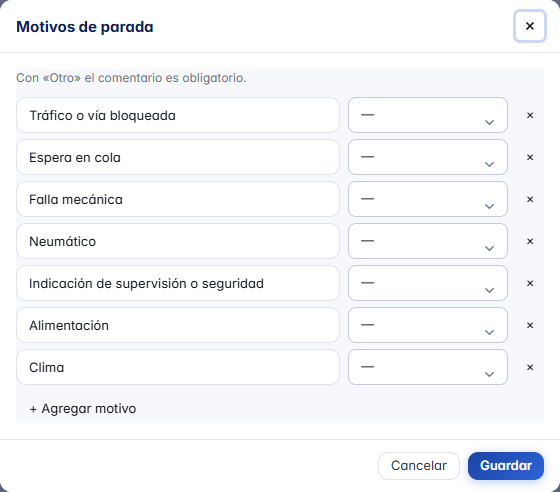 Motivos de parada ×
Con «Otro» el comentario es obligatorio.
Tráfico o vía bloqueada — ×
Espera en cola — ×
Falla mecánica — ×
Neumático — ×
Indicación de supervisión o seguridad — ×
Alimentación — ×
Clima — ×
+ Agregar motivo
Cancelar Guardar